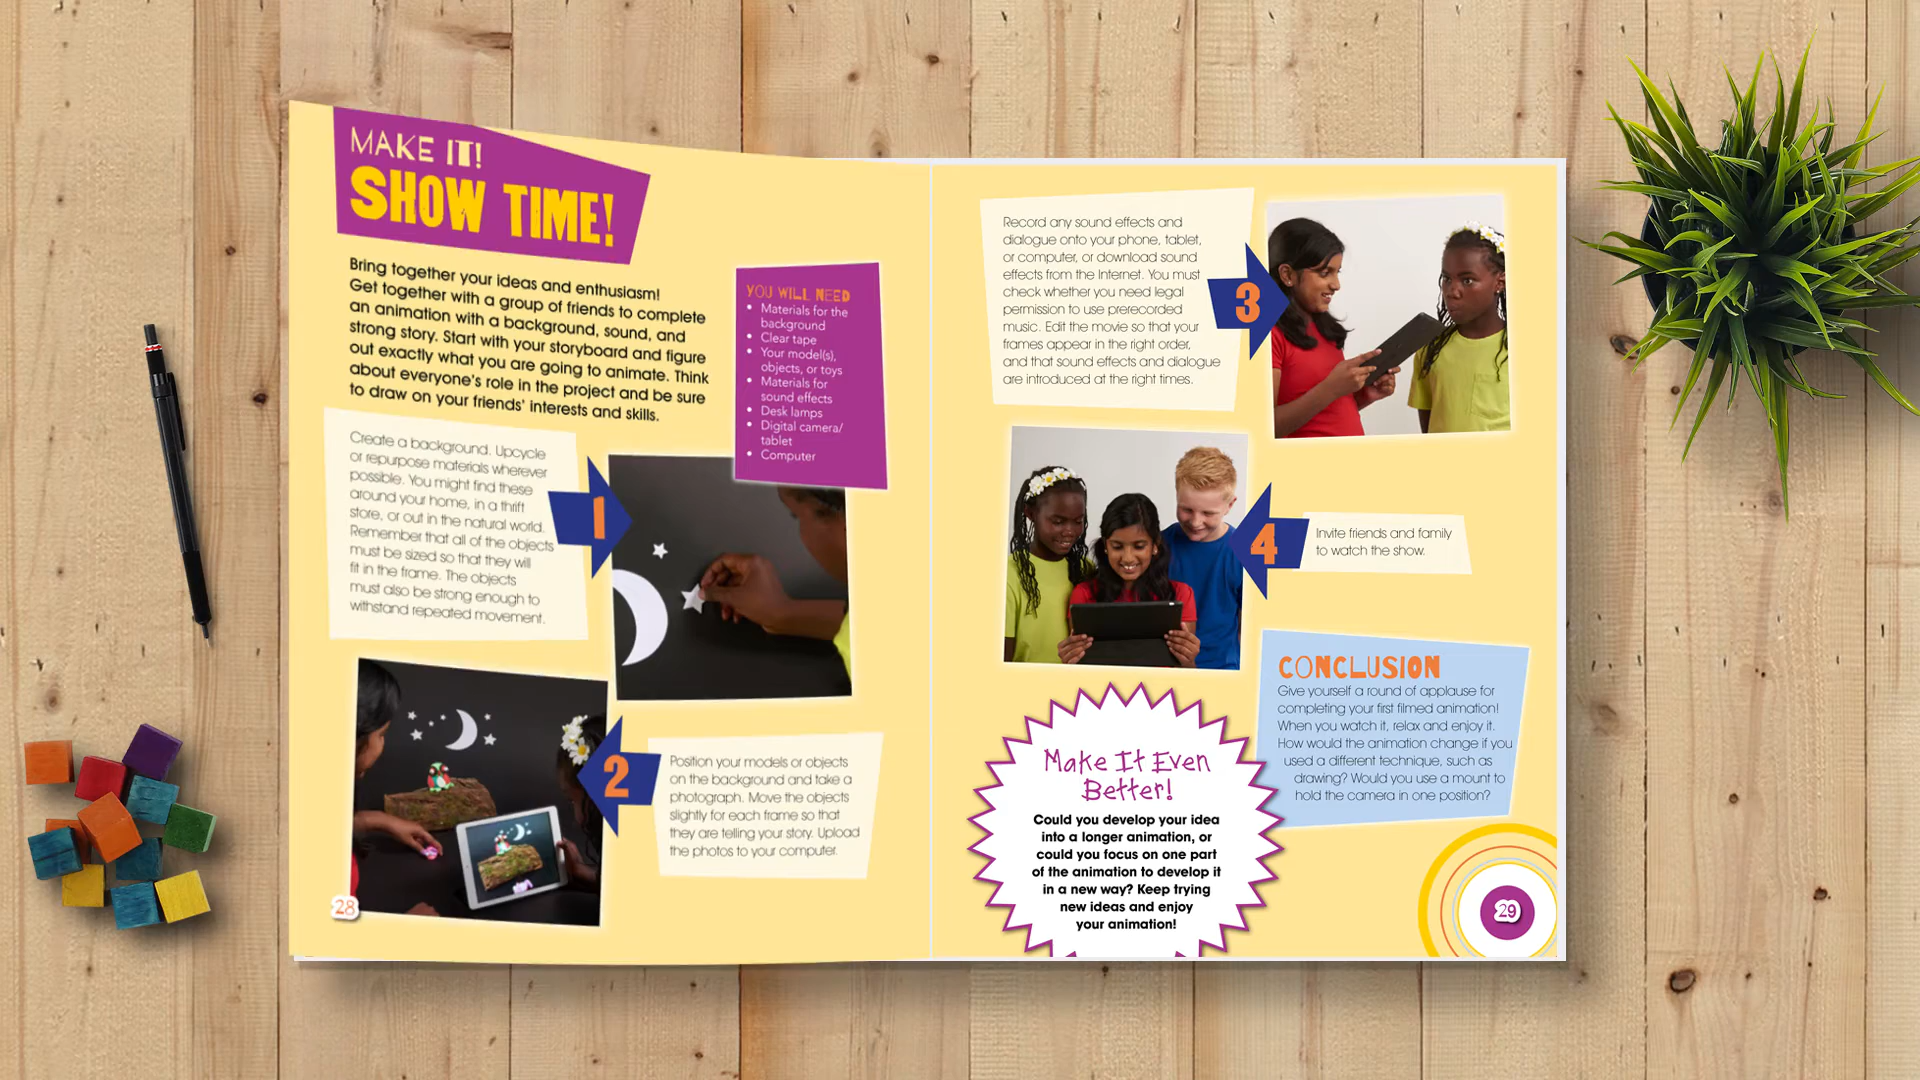 MAKE IT!
SHOW TIME!
Bring together your ideas and enthusiasm!
Get together with a group of friends to complete
an animation with a background, sound, and
strong story. Start with your storyboard and figure
out exactly what you are going to animate. Think
about everyone's role in the project and be sure
to draw on your friends' interests and skills.
YOU WILL NEED
• Materials for the
background
• Clear tape
• Your model(s),
objects, or toys
• Materials for
sound effects
• Desk lamps
• Digital camera/
tablet
• Computer
Create a background. Upcycle
or repurpose materials wherever
possible. You might find these
around your home, in a thrift
store, or out in the natural world.
Remember that all of the objects
must be sized so that they will
fit in the frame. The objects
must also be strong enough to
withstand repeated movement.
1
2
Position your models or objects
on the background and take a
photograph. Move the objects
slightly for each frame so that
they are telling your story. Upload
the photos to your computer.
28
Record any sound effects and
dialogue onto your phone, tablet,
or computer, or download sound
effects from the Internet. You must
check whether you need legal
permission to use prerecorded
music. Edit the movie so that your
frames appear in the right order,
and that sound effects and dialogue
are introduced at the right times.
3
4
Invite friends and family
to watch the show.
CONCLUSION
Give yourself a round of applause for
completing your first filmed animation!
When you watch it, relax and enjoy it.
How would the animation change if you
used a different technique, such as
drawing? Would you use a mount to
hold the camera in one position?
Make It Even
Better!
Could you develop your idea
into a longer animation, or
could you focus on one part
of the animation to develop it
in a new way? Keep trying
new ideas and enjoy
your animation!
29